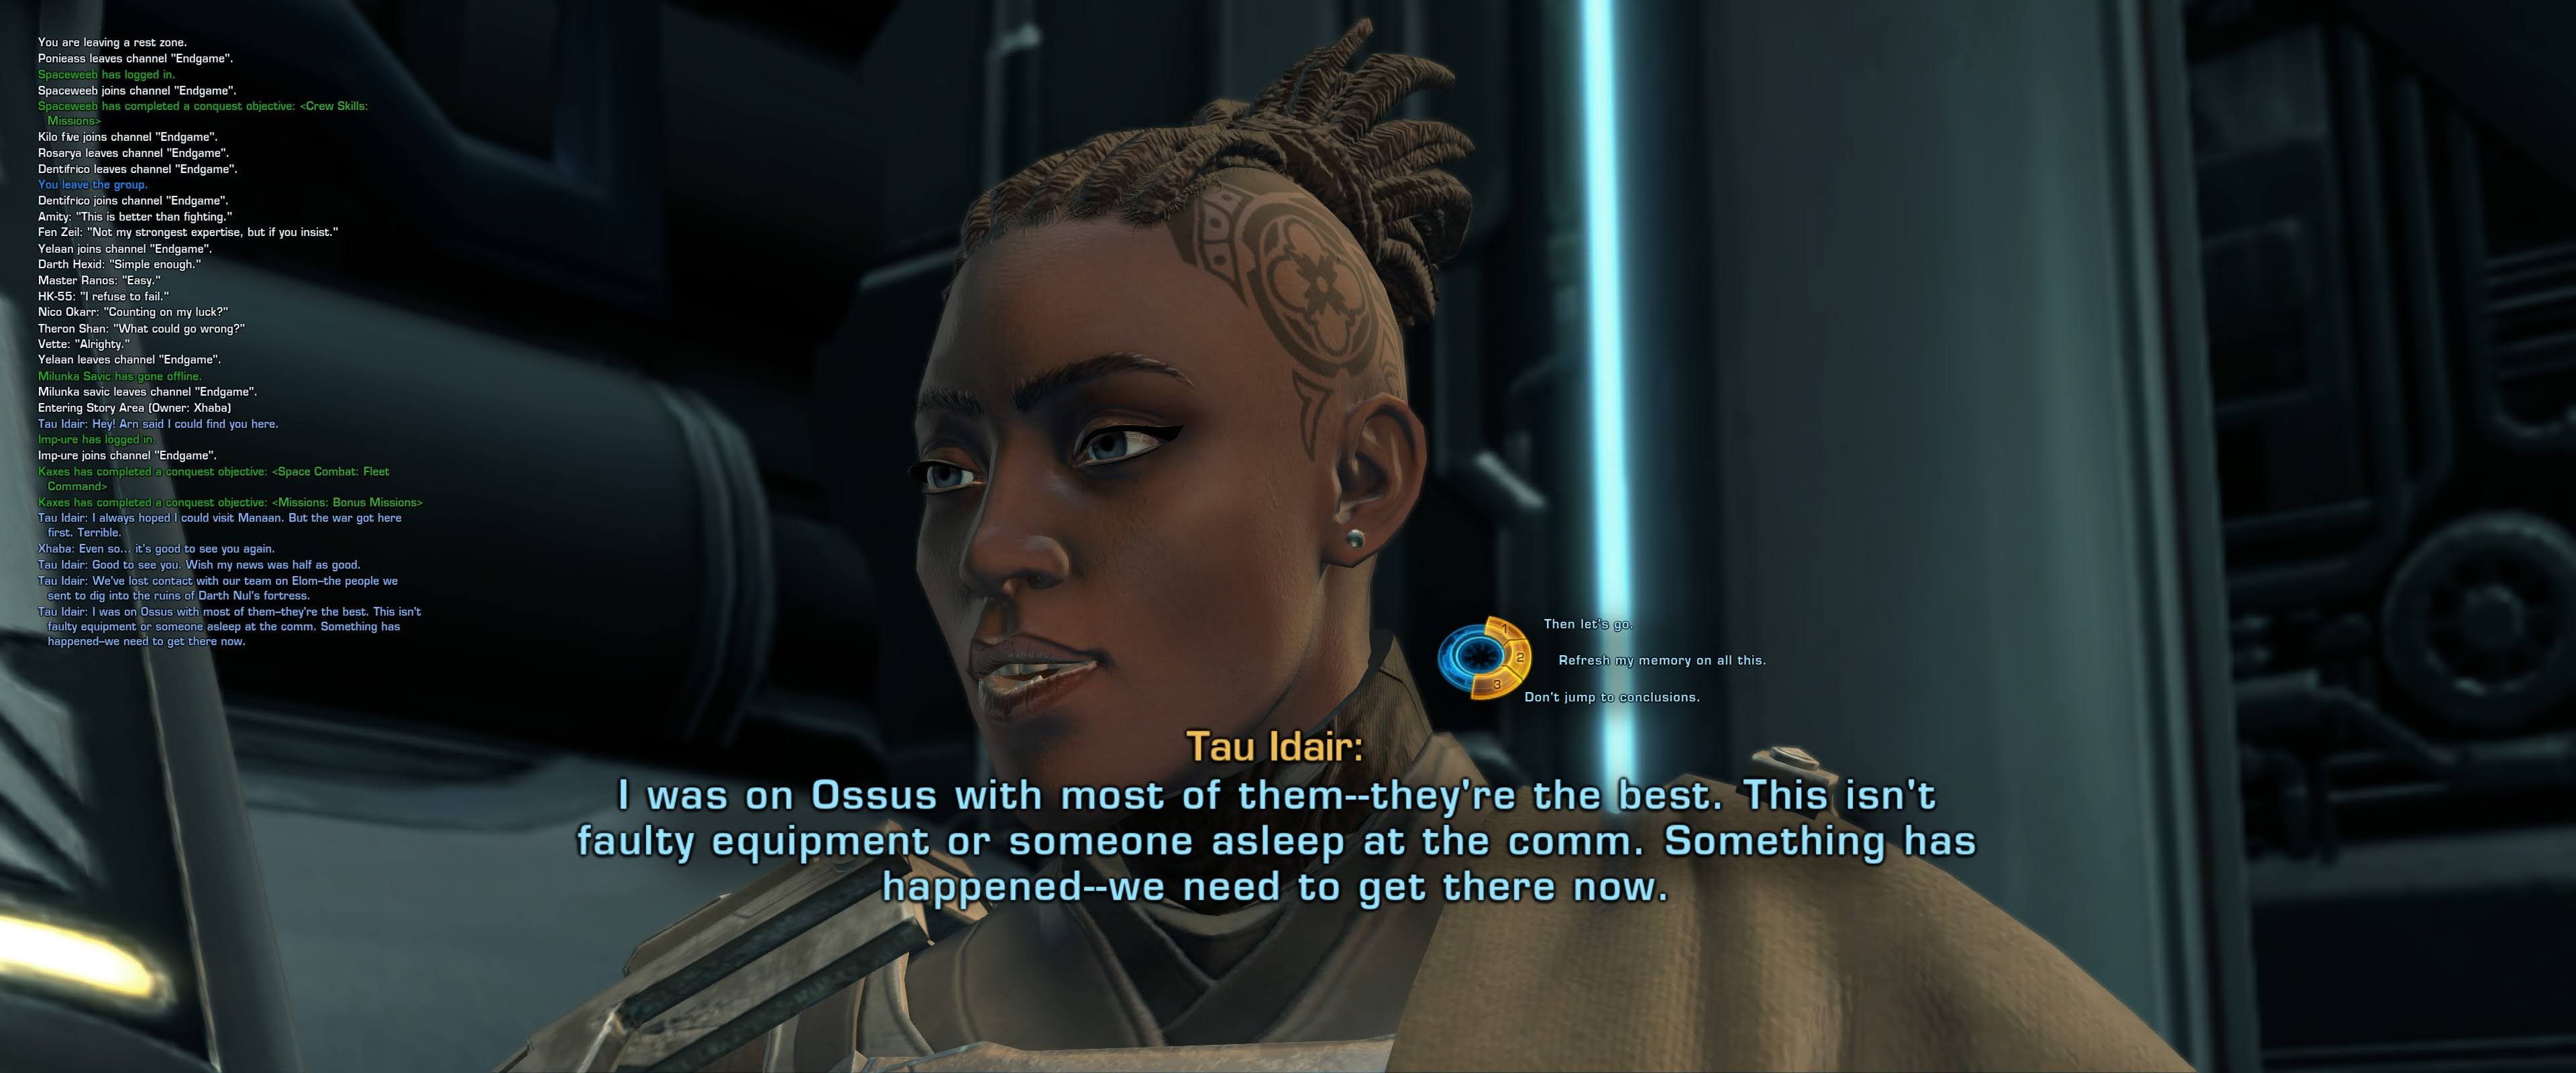 You are leaving a rest zone.
Ponieass leaves channel "Endgame".
Spaceweeb has logged in.
Spaceweeb joins channel "Endgame".
Spaceweeb has completed a conquest objective: <Crew Skills:
Missions>
Kilo five joins channel "Endgame".
Rosarya leaves channel "Endgame".
Dentifrico leaves channel "Endgame".
You leave the group.
Dentifrico joins channel "Endgame".
Amity: "This is better than fighting."
Fen Zeil: "Not my strongest expertise, but if you insist."
Yelaan joins channel "Endgame".
Darth Hexid: "Simple enough."
Master Ranos: "Easy."
HK-55: "I refuse to fail."
Nico Okarr: "Counting on my luck?"
Theron Shan: "What could go wrong?"
Vette: "Alrighty."
Yelaan leaves channel "Endgame".
Milunka Savic has gone offline.
Milunka savic leaves channel "Endgame".
Entering Story Area (Owner: Xhaba)
Tau Idair: Hey! Arn said I could find you here.
Imp-ure has logged in.
Imp-ure joins channel "Endgame".
Kaxes has completed a conquest objective: <Space Combat: Fleet
Command>
Kaxes has completed a conquest objective: <Missions: Bonus Missions>
Tau Idair: I always hoped I could visit Manaan. But the war got here
first. Terrible.
Xhaba: Even so... it's good to see you again.
Tau Idair: Good to see you. Wish my news was half as good.
Tau Idair: We've lost contact with our team on Elom--the people we
sent to dig into the ruins of Darth Nul's fortress.
Tau Idair: I was on Ossus with most of them--they're the best. This isn't
faulty equipment or someone asleep at the comm. Something has
happened--we need to get there now.
1 Then let's go.
2 Refresh my memory on all this.
3 Don't jump to conclusions.
Tau Idair:
I was on Ossus with most of them--they're the best. This isn't
faulty equipment or someone asleep at the comm. Something has
happened--we need to get there now.